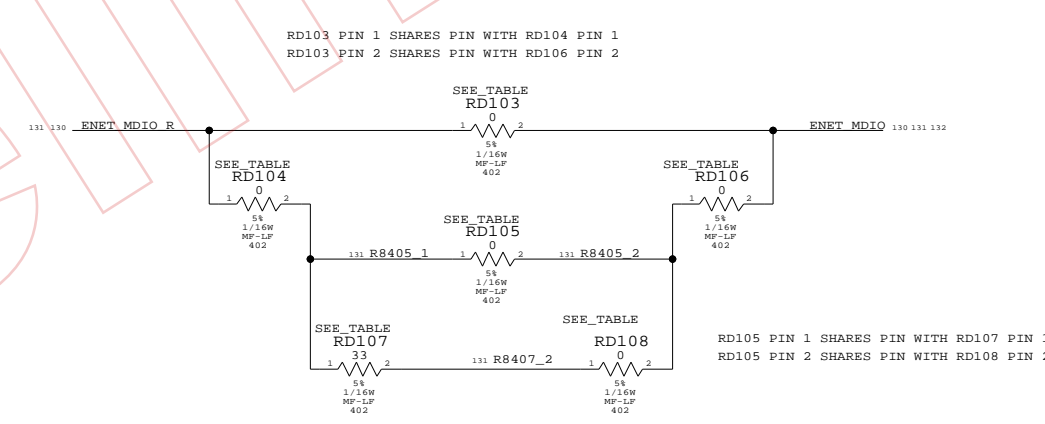 RD103 PIN 1 SHARES PIN WITH RD104 PIN 1
RD103 PIN 2 SHARES PIN WITH RD106 PIN 2
SEE_TABLE
RD103
0
131 130 ENET_MDIO_R 1 2 ENET_MDIO 130 131 132
5%
1/16W
MF-LF
402
SEE_TABLE
RD104
0
1 2
5%
1/16W
MF-LF
402
SEE_TABLE
RD106
0
1 2
5%
1/16W
MF-LF
402
SEE_TABLE
RD105
0
131 R8405_1 1 2 131 R8405_2
5%
1/16W
MF-LF
402
SEE_TABLE
RD107
33
1 2
5%
1/16W
MF-LF
402
131 R8407_2
SEE_TABLE
RD108
0
1 2
5%
1/16W
MF-LF
402
RD105 PIN 1 SHARES PIN WITH RD107 PIN 1
RD105 PIN 2 SHARES PIN WITH RD108 PIN 2